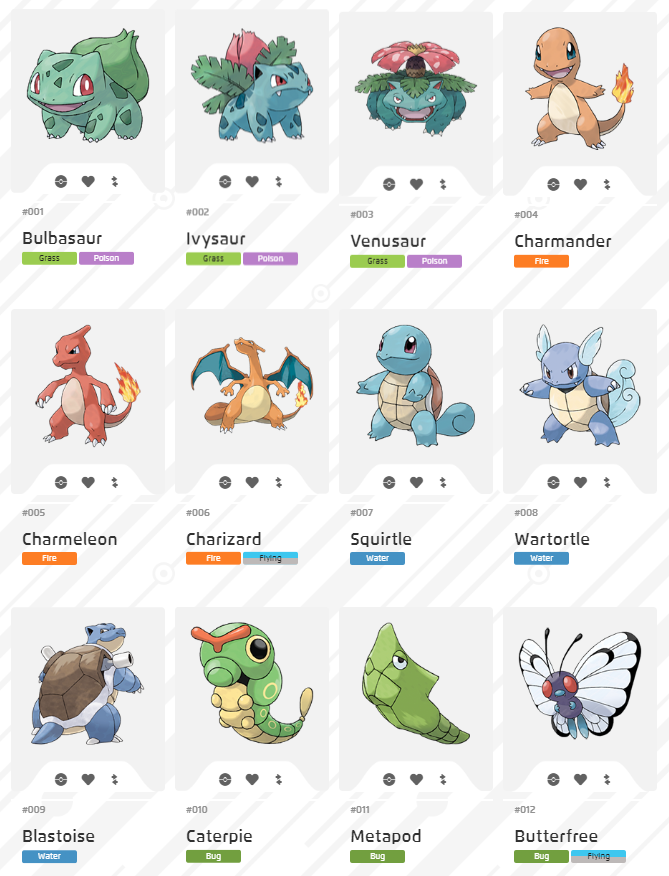 #001
Bulbasaur
Grass Poison
#002
Ivysaur
Grass Poison
#003
Venusaur
Grass Poison
#004
Charmander
Fire
#005
Charmeleon
Fire
#006
Charizard
Fire Flying
#007
Squirtle
Water
#008
Wartortle
Water
#009
Blastoise
Water
#010
Caterpie
Bug
#011
Metapod
Bug
#012
Butterfree
Bug Flying